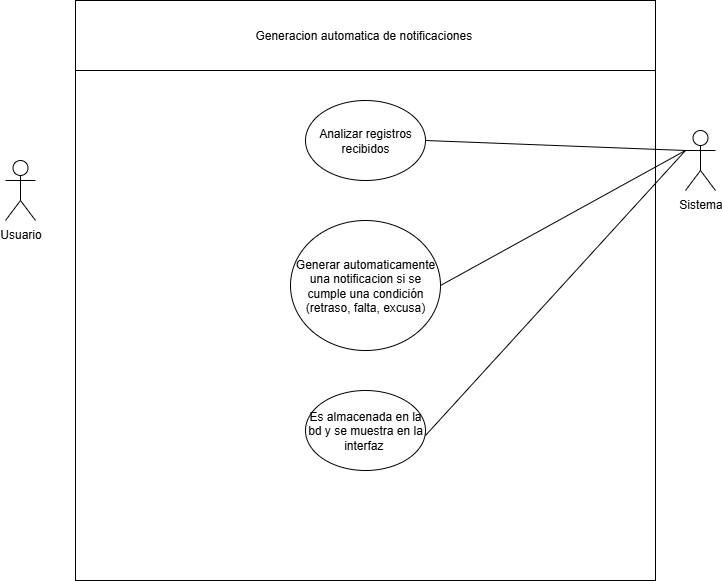 Generacion automatica de notificaciones
Analizar registros
recibidos
Usuario
Sistema
Generar automaticamente
una notificacion si se
cumple una condición
(retraso, falta, excusa)
Es almacenada en la
bd y se muestra en la
interfaz